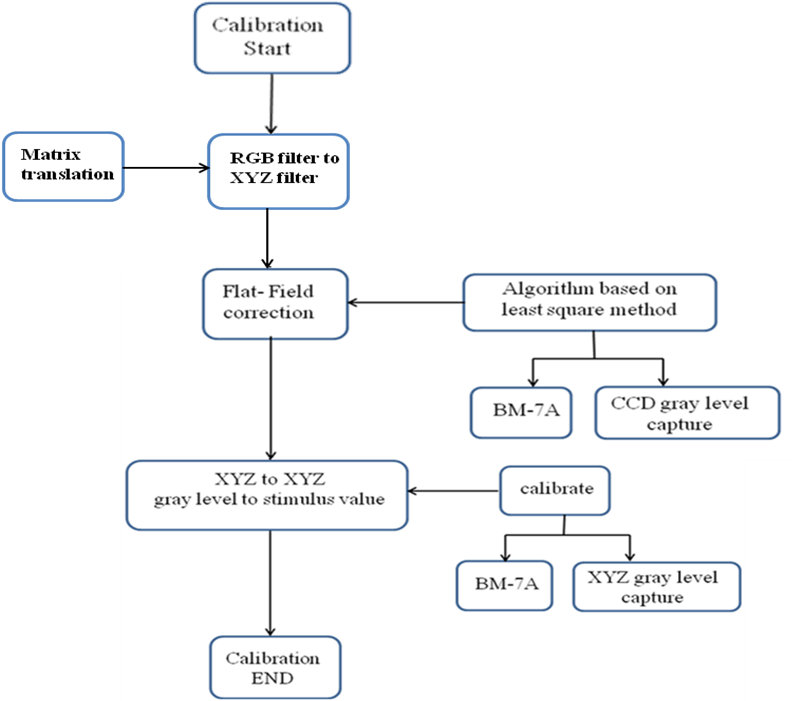 Calibration
Start
Matrix
translation
RGB filter to
XYZ filter
Flat- Field
correction
Algorithm based on
least square method
BM-7A
CCD gray level
capture
XYZ to XYZ
gray level to stimulus value
calibrate
BM-7A
XYZ gray level
capture
Calibration
END